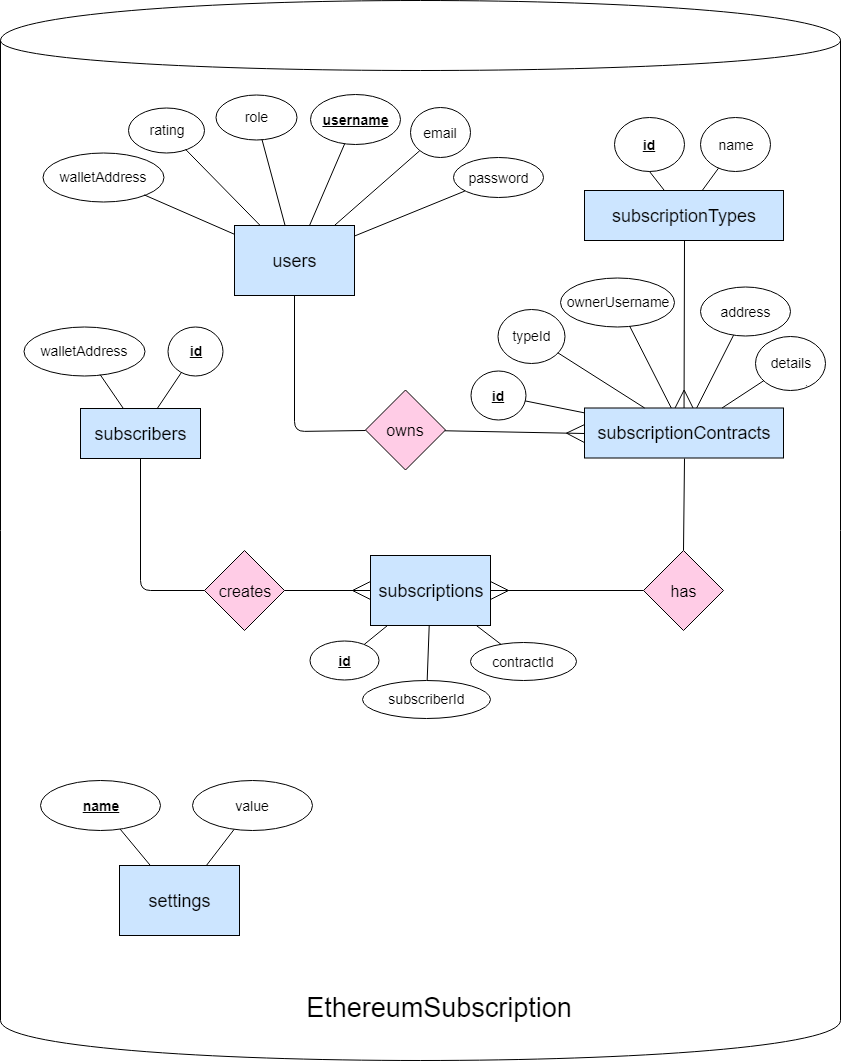 walletAddress
rating
role
username
email
password
users
id
name
subscriptionTypes
walletAddress
id
subscribers
id
typeId
ownerUsername
address
details
subscriptionContracts
owns
creates
subscriptions
has
id
subscriberId
contractId
name
value
settings
EthereumSubscription